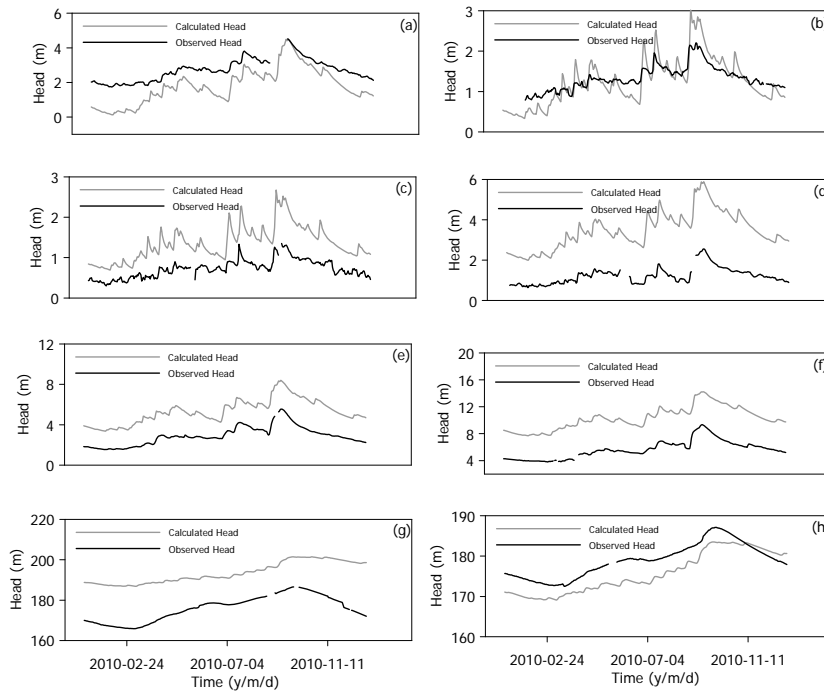 6
4
2
0
Head (m)
Calculated Head
Observed Head
(a)
3
2
1
0
Head (m)
Calculated Head
Observed Head
(b)
3
2
1
0
Head (m)
Calculated Head
Observed Head
(c)
6
4
2
0
Head (m)
Calculated Head
Observed Head
(d)
12
8
4
0
Head (m)
Calculated Head
Observed Head
(e)
20
16
12
8
4
Head (m)
Calculated Head
Observed Head
(f)
220
200
180
160
Head (m)
Calculated Head
Observed Head
(g)
2010-02-24 2010-07-04 2010-11-11
Time (y/m/d)
190
180
170
160
Head (m)
Calculated Head
Observed Head
(h)
2010-02-24 2010-07-04 2010-11-11
Time (y/m/d)